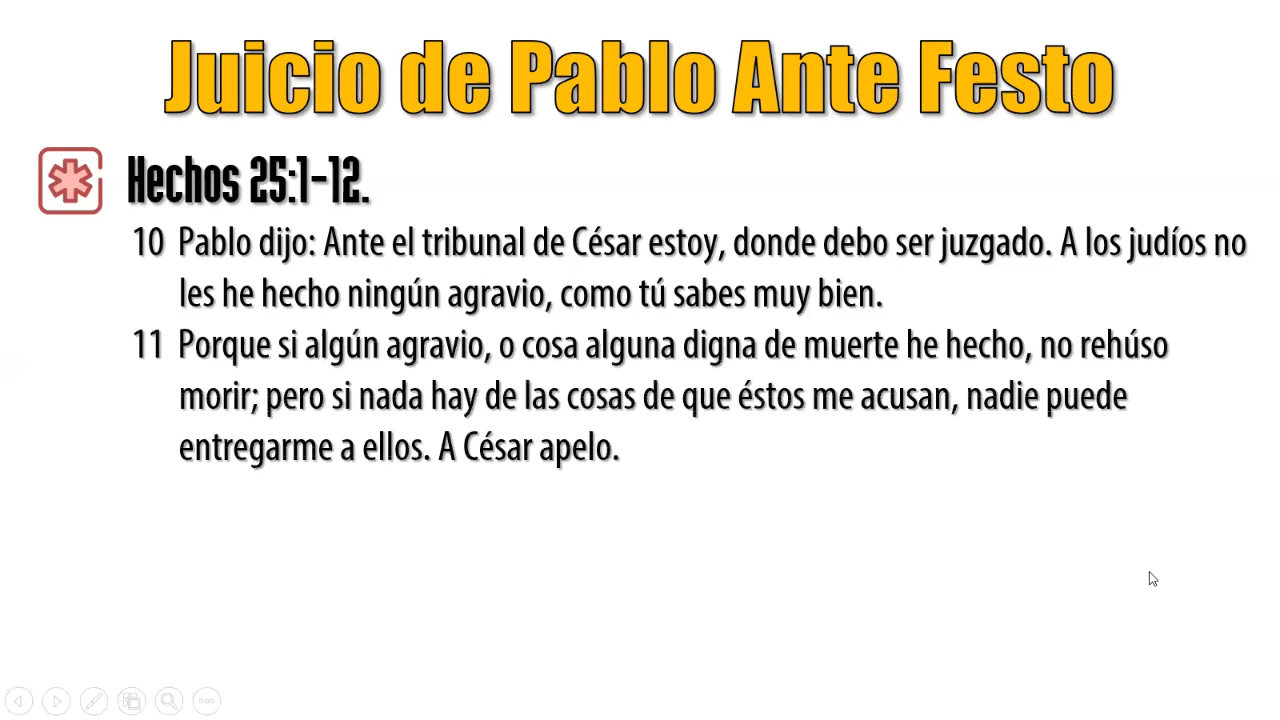 Juicio de Pablo Ante Festo
Hechos 25:1-12.
10 Pablo dijo: Ante el tribunal de César estoy, donde debo ser juzgado. A los judíos no
les he hecho ningún agravio, como tú sabes muy bien.
11 Porque si algún agravio, o cosa alguna digna de muerte he hecho, no rehúso
morir; pero si nada hay de las cosas de que éstos me acusan, nadie puede
entregarme a ellos. A César apelo.